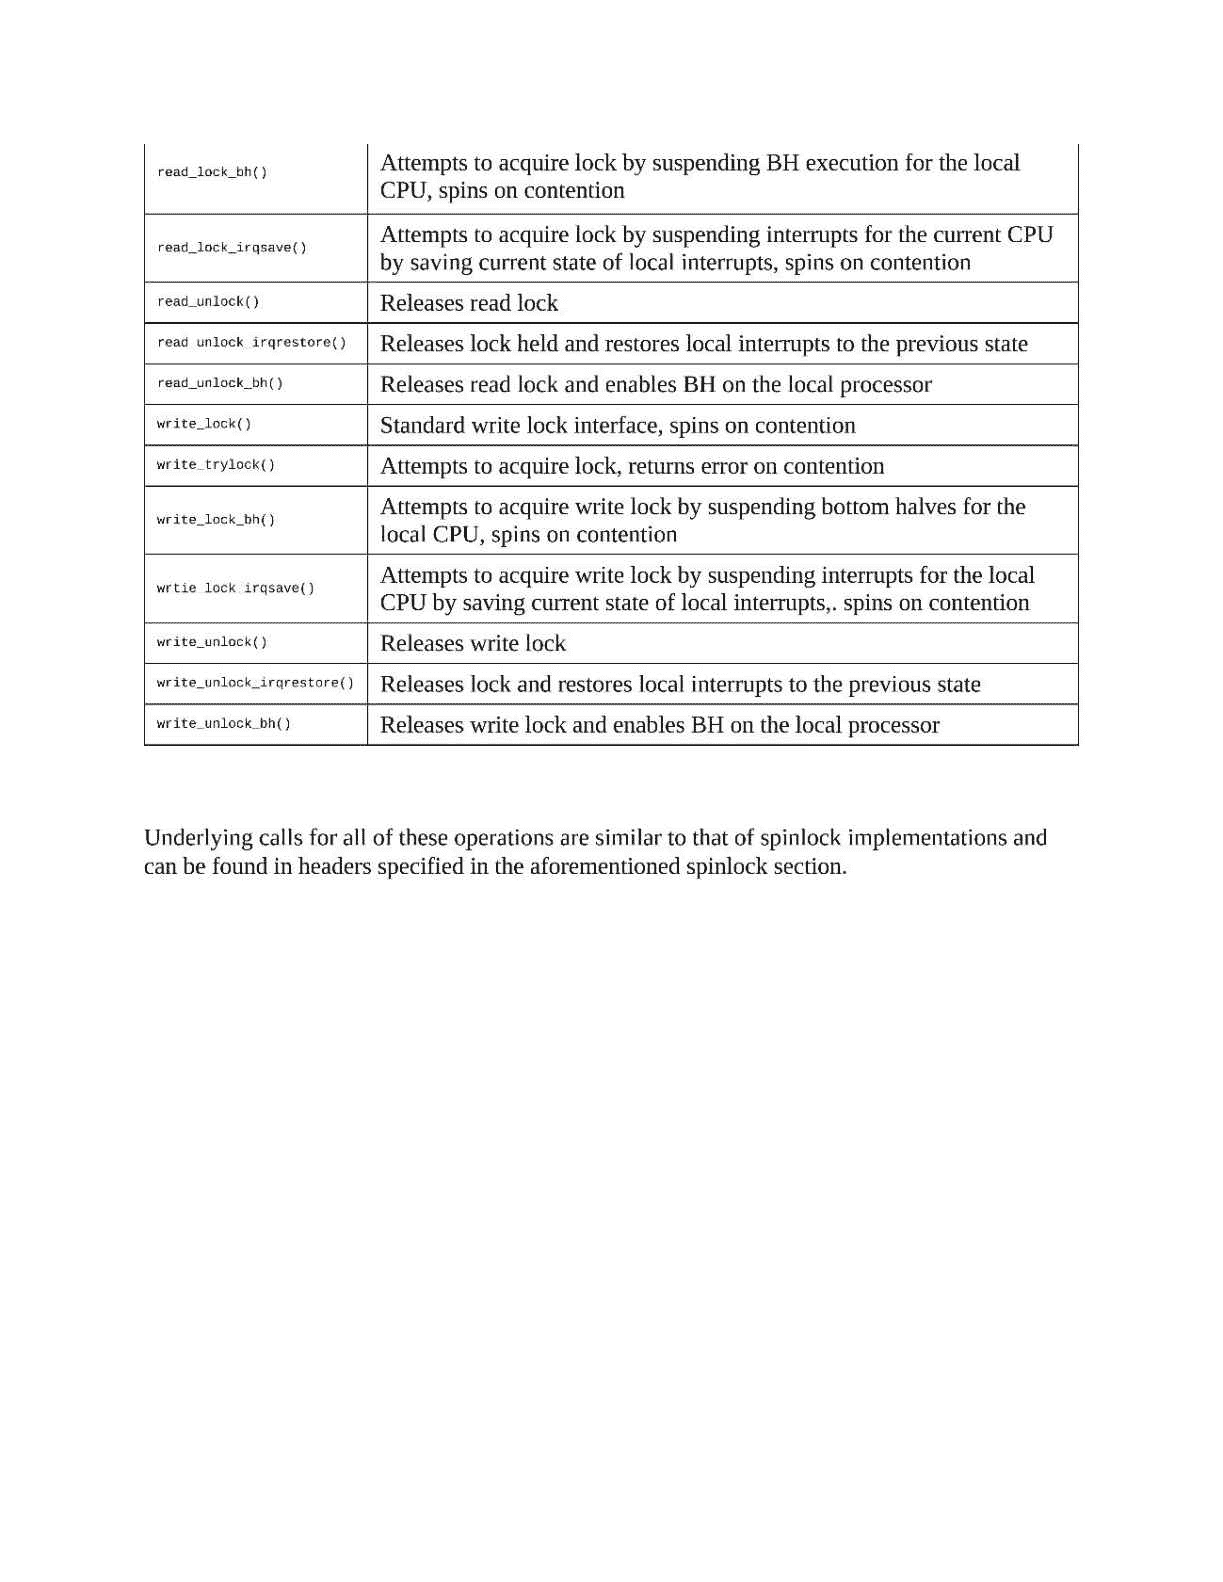 read_lock_bh()
Attempts to acquire lock by suspending BH execution for the local
CPU, spins on contention
read_lock_irqsave()
Attempts to acquire lock by suspending interrupts for the current CPU
by saving current state of local interrupts, spins on contention
read_unlock()
Releases read lock
read_unlock_irqrestore()
Releases lock held and restores local interrupts to the previous state
read_unlock_bh()
Releases read lock and enables BH on the local processor
write_lock()
Standard write lock interface, spins on contention
write_trylock()
Attempts to acquire lock, returns error on contention
write_lock_bh()
Attempts to acquire write lock by suspending bottom halves for the
local CPU, spins on contention
wrtie_lock_irqsave()
Attempts to acquire write lock by suspending interrupts for the local
CPU by saving current state of local interrupts,. spins on contention
write_unlock()
Releases write lock
write_unlock_irqrestore()
Releases lock and restores local interrupts to the previous state
write_unlock_bh()
Releases write lock and enables BH on the local processor
Underlying calls for all of these operations are similar to that of spinlock implementations and
can be found in headers specified in the aforementioned spinlock section.